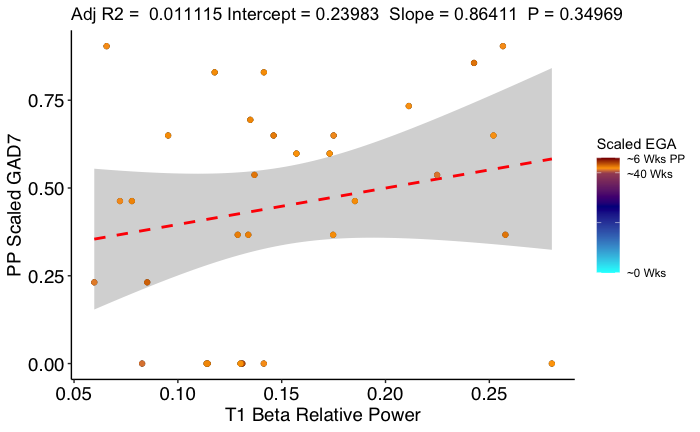 Adj R2 =  0.011115 Intercept = 0.23983  Slope = 0.86411  P = 0.34969
PP Scaled GAD7
0.75
0.50
0.25
0.00
0.05
0.10
0.15
0.20
0.25
T1 Beta Relative Power
Scaled EGA
~6 Wks PP
~40 Wks
~0 Wks